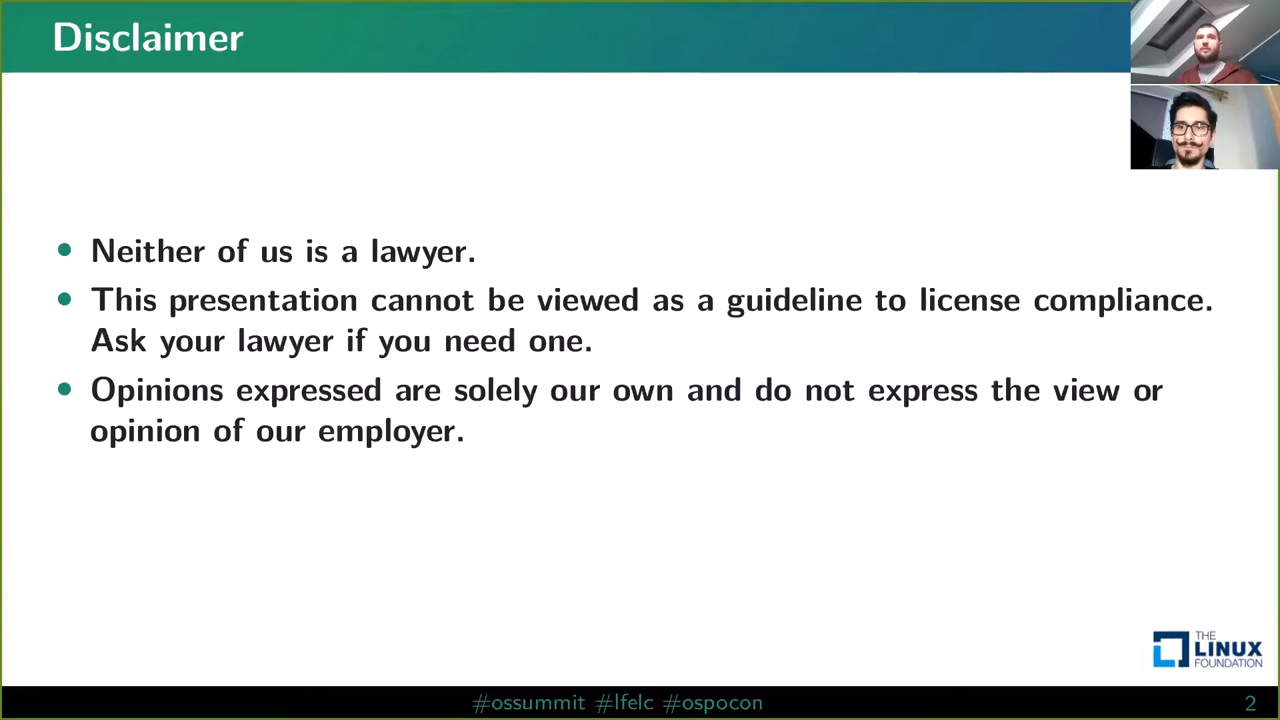 Disclaimer
Neither of us is a lawyer.
This presentation cannot be viewed as a guideline to license compliance.
Ask your lawyer if you need one.
Opinions expressed are solely our own and do not express the view or
opinion of our employer.
THE
LINUX
FOUNDATION
#ossummit #lfelc #ospocon
2